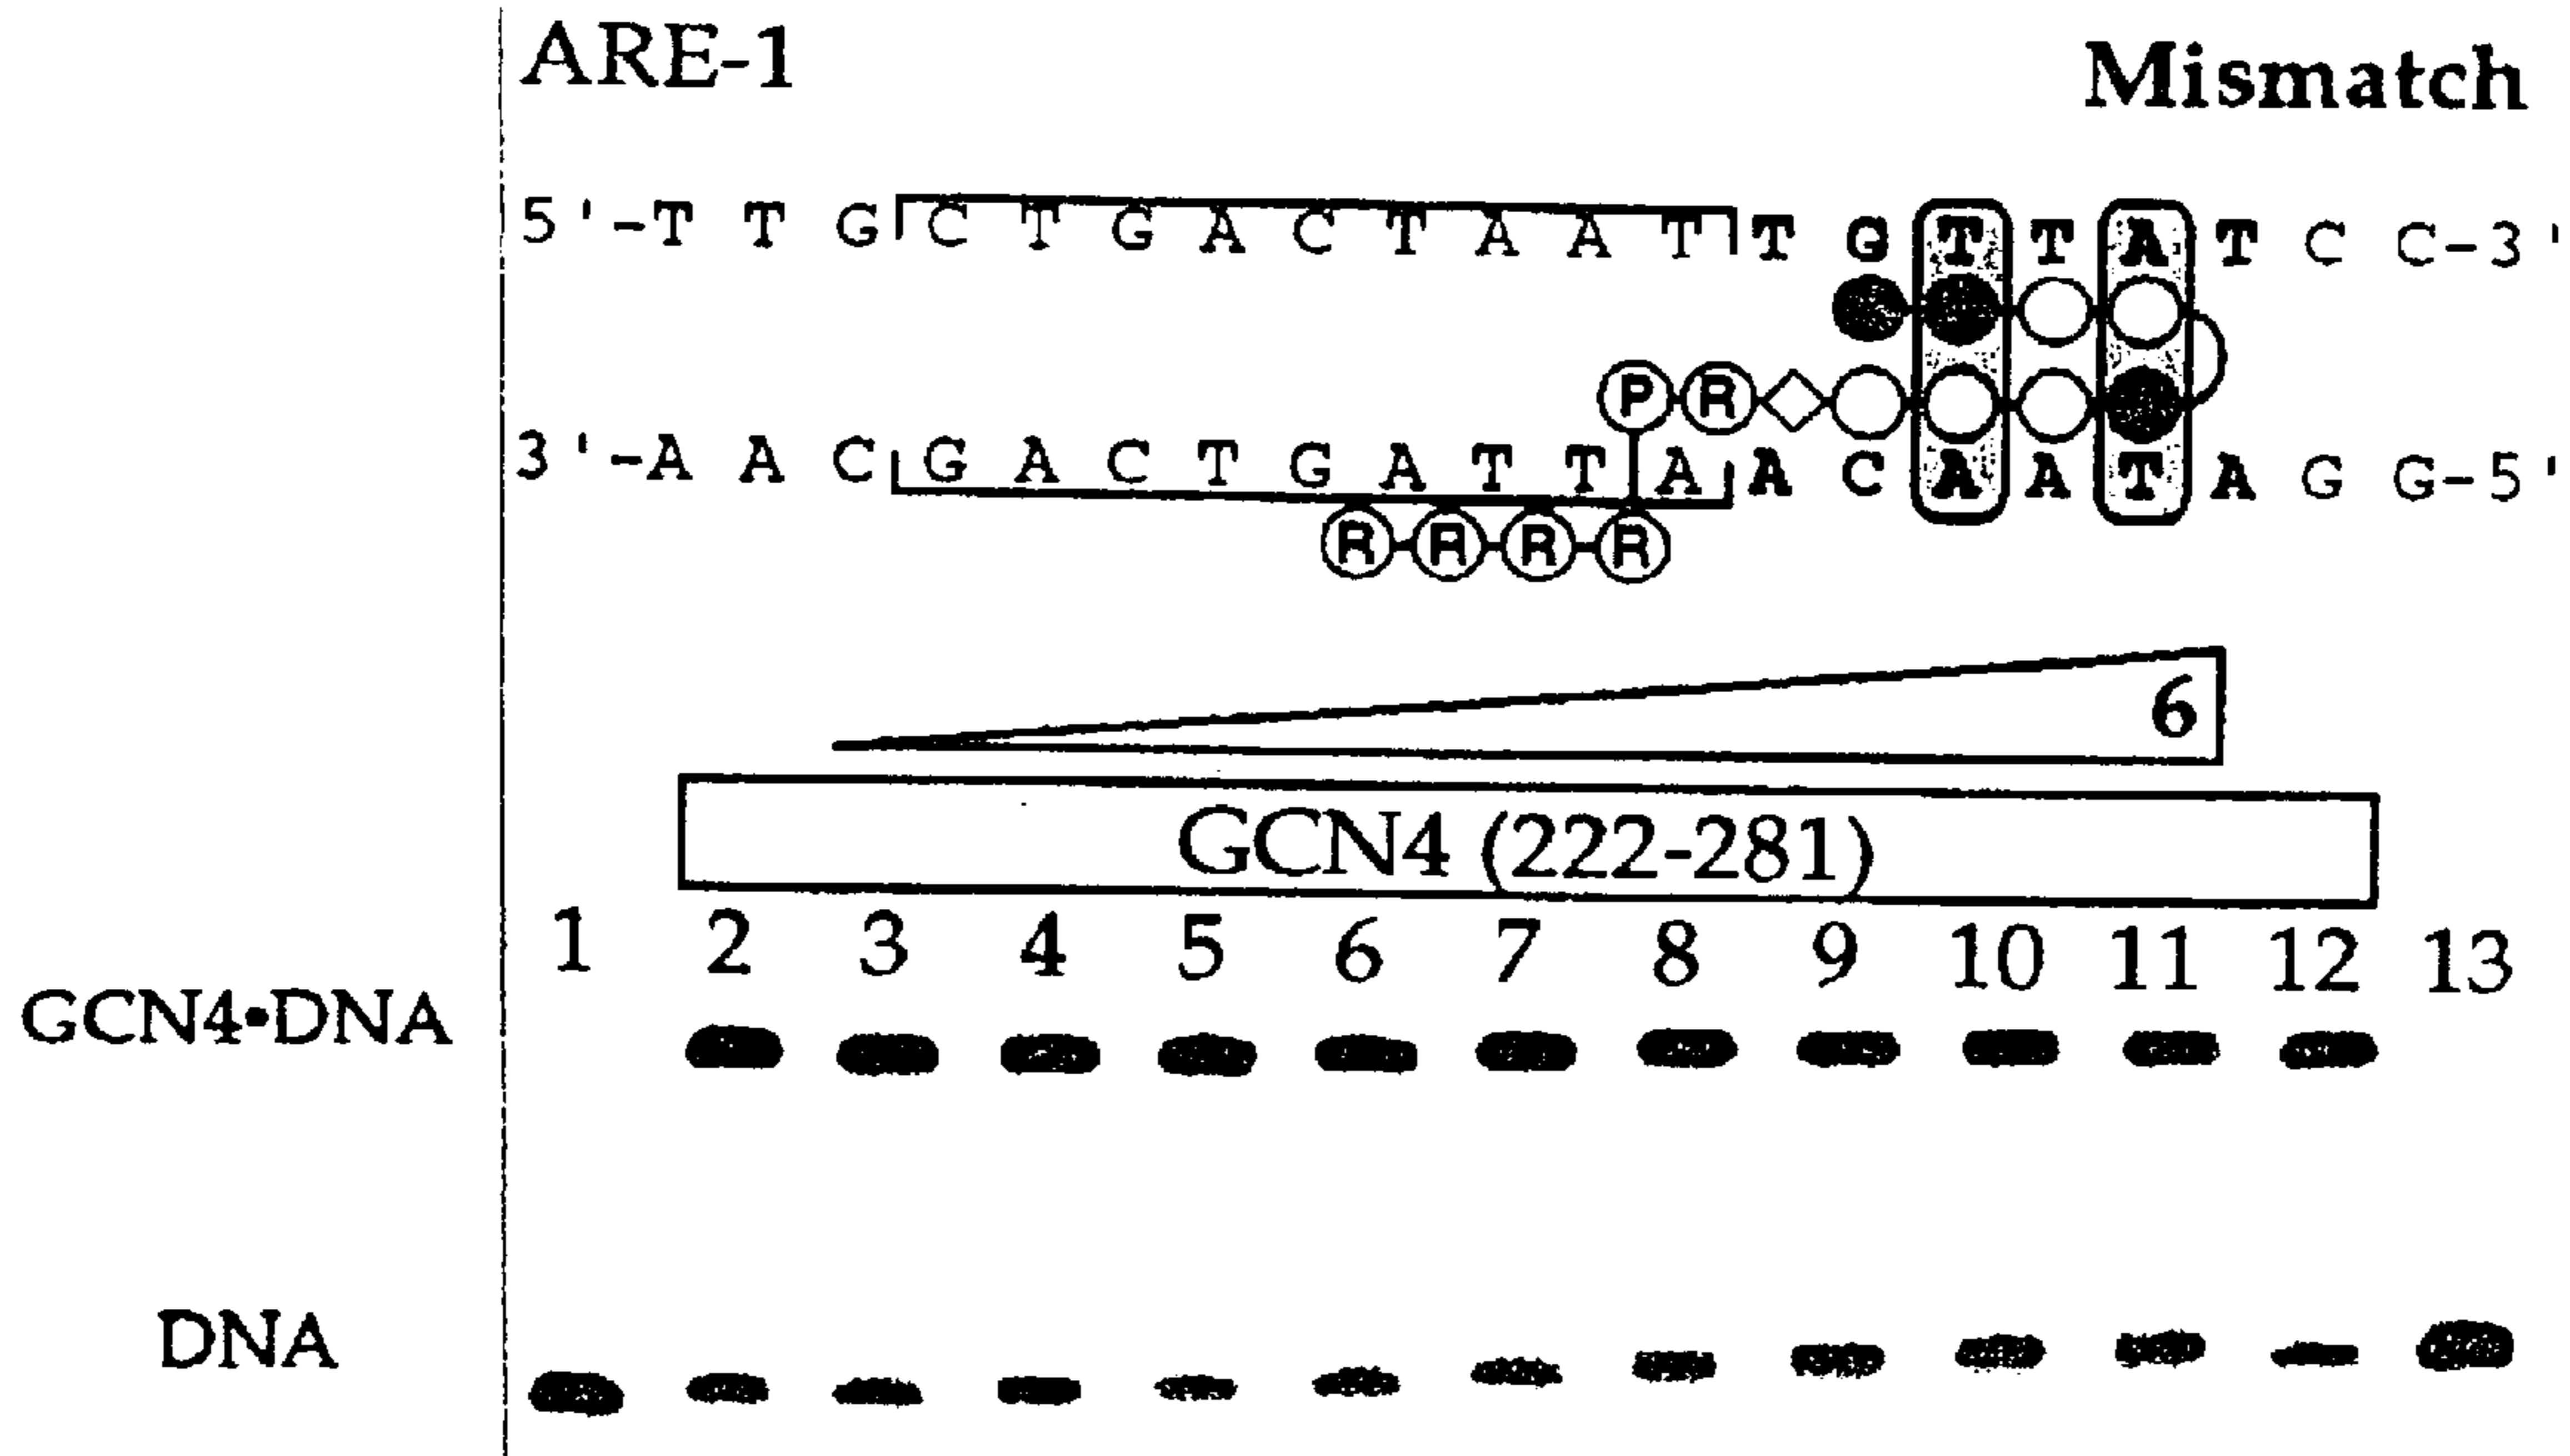 ARE-1
Mismatch
5'-T T G C T G A C T A A T T G T T A T C C-3'
P R
3'-A A C G A C T G A T T A A C A A T A G G-5'
R R R R
6
GCN4 (222-281)
1 2 3 4 5 6 7 8 9 10 11 12 13
GCN4•DNA
DNA